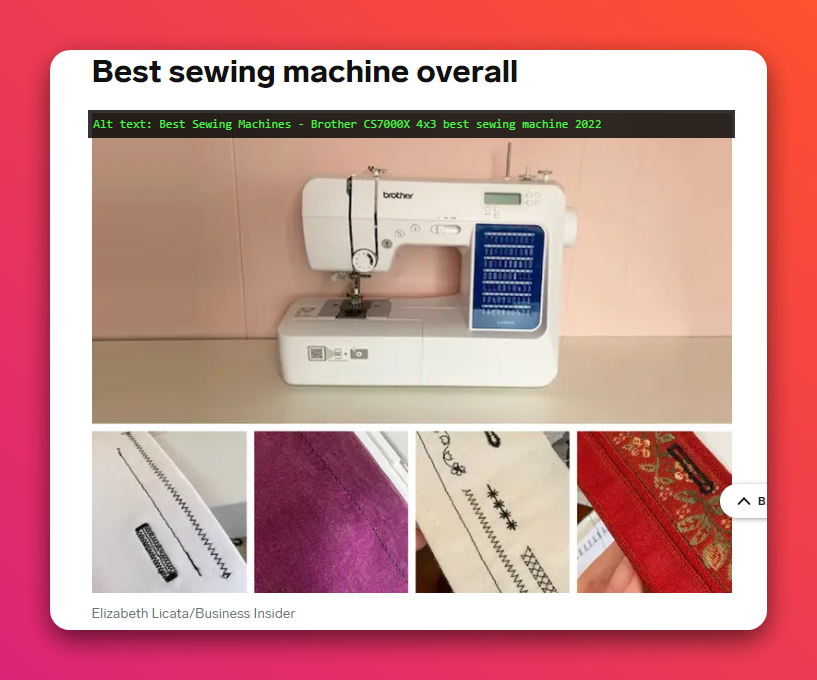 Best sewing machine overall
Alt text: Best Sewing Machines - Brother CS7000X 4x3 best sewing machine 2022
brother
B
Elizabeth Licata/Business Insider